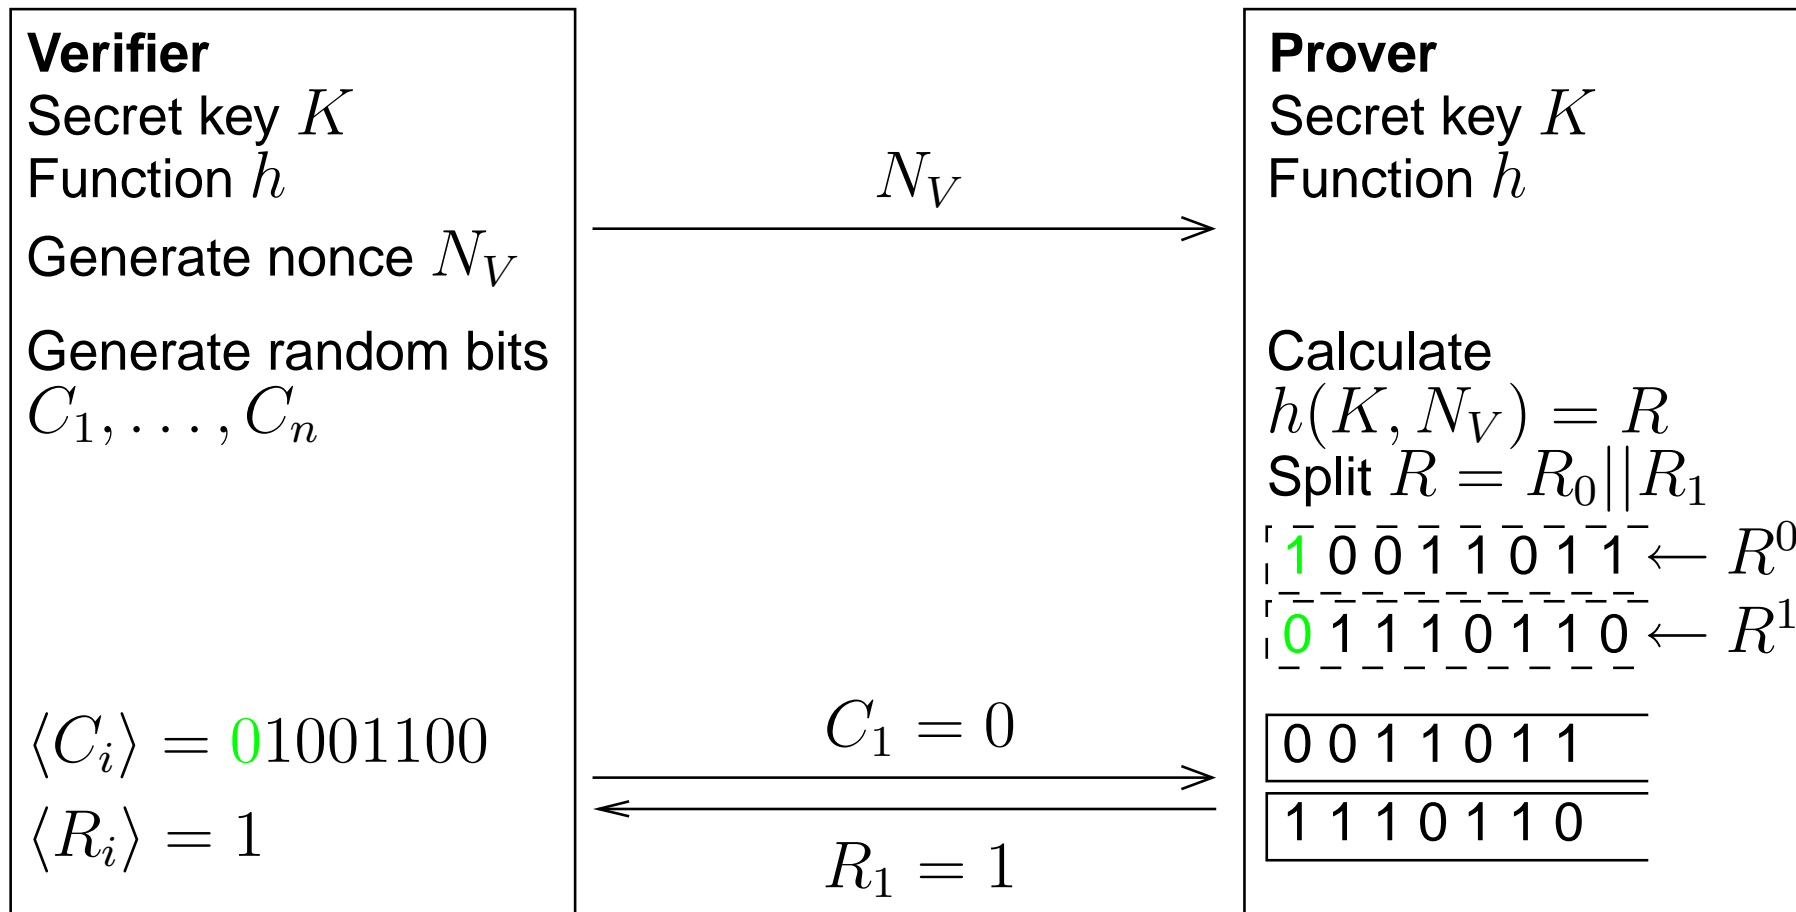 Verifier
Secret key K
Function h
Generate nonce N_V
Generate random bits
C_1, . . . , C_n
⟨C_i⟩ = 01001100
⟨R_i⟩ = 1
N_V
C_1 = 0
R_1 = 1
Prover
Secret key K
Function h
Calculate
h(K, N_V) = R
Split R = R_0||R_1
1 0 0 1 1 0 1 1 ← R^0
0 1 1 1 0 1 1 0 ← R^1
0 0 1 1 0 1 1
1 1 1 0 1 1 0